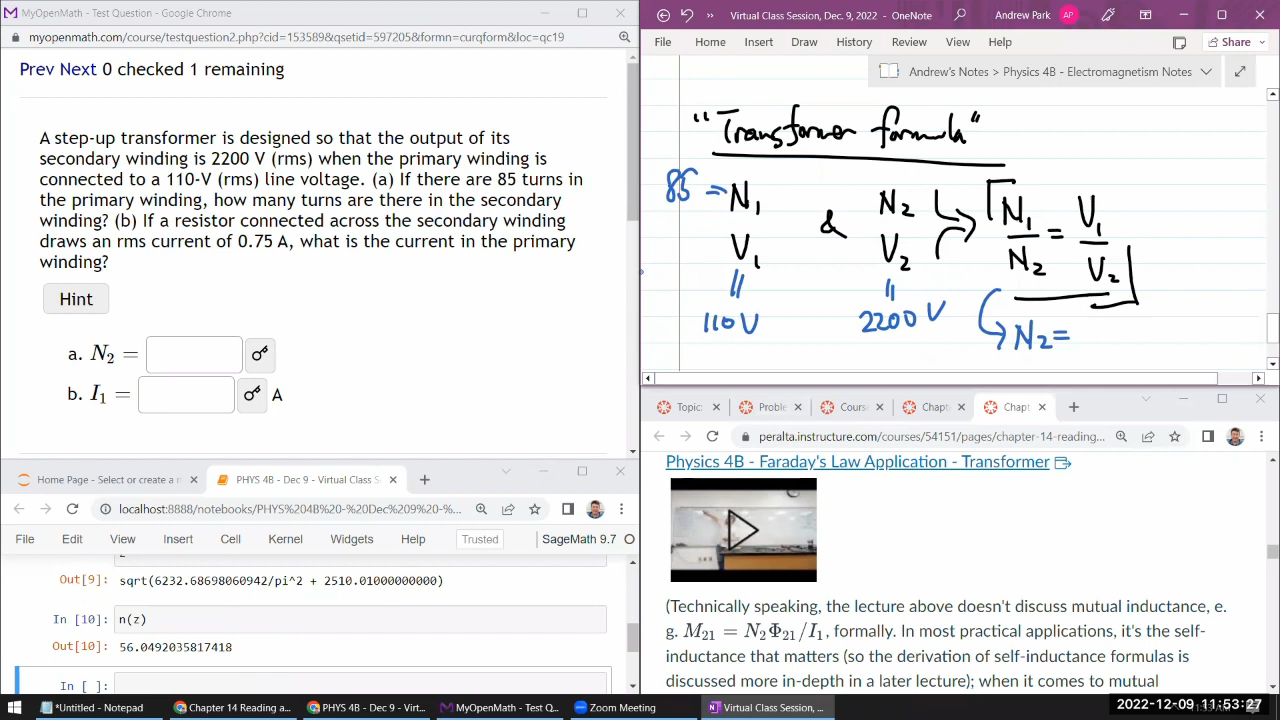 MyOpenMath - Test Question - Google Chrome
myopenmath.com/course/testquestion2.php?cid=153589&qsetid=597205&formn=curqform&loc=qc19
Prev Next 0 checked 1 remaining
A step-up transformer is designed so that the output of its
secondary winding is 2200 V (rms) when the primary winding is
connected to a 110-V (rms) line voltage. (a) If there are 85 turns in
the primary winding, how many turns are there in the secondary
winding? (b) If a resistor connected across the secondary winding
draws an rms current of 0.75 A, what is the current in the primary
winding?
Hint
a. N₂ =
b. I₁ = A
Virtual Class Session, Dec. 9, 2022 - OneNote
Andrew Park AP
File Home Insert Draw History Review View Help Share
Andrew's Notes > Physics 4B - Electromagnetism Notes
"Transformer formula"
85 = N₁ & N₂ N₁/N₂ = V₁/V₂
V₁ V₂
110V 2200 V N₂=
Home Page - Select or create a n
PHYS 4B - Dec 9 - Virtual Class S
localhost:8888/notebooks/PHYS%204B%20-%20Dec%209%20-%...
File Edit View Insert Cell Kernel Widgets Help Trusted SageMath 9.7
Out[9]: sqrt(6232.68698060942/pi^2 + 2510.01000000000)
In [10]: n(z)
Out[10]: 56.0492035817418
In [ ]:
Topic: Proble Cours Chapt Chapt
peralta.instructure.com/courses/54151/pages/chapter-14-reading...
Physics 4B - Faraday's Law Application - Transformer
(Technically speaking, the lecture above doesn't discuss mutual inductance, e.
g. M₂₁ = N₂Φ₂₁/I₁, formally. In most practical applications, it's the self-
inductance that matters (so the derivation of self-inductance formulas is
discussed more in-depth in a later lecture); when it comes to mutual
*Untitled - Notepad
Chapter 14 Reading a...
PHYS 4B - Dec 9 - Virt...
MyOpenMath - Test Q...
Zoom Meeting
Virtual Class Session, ...
2022-12-09 11:53:27